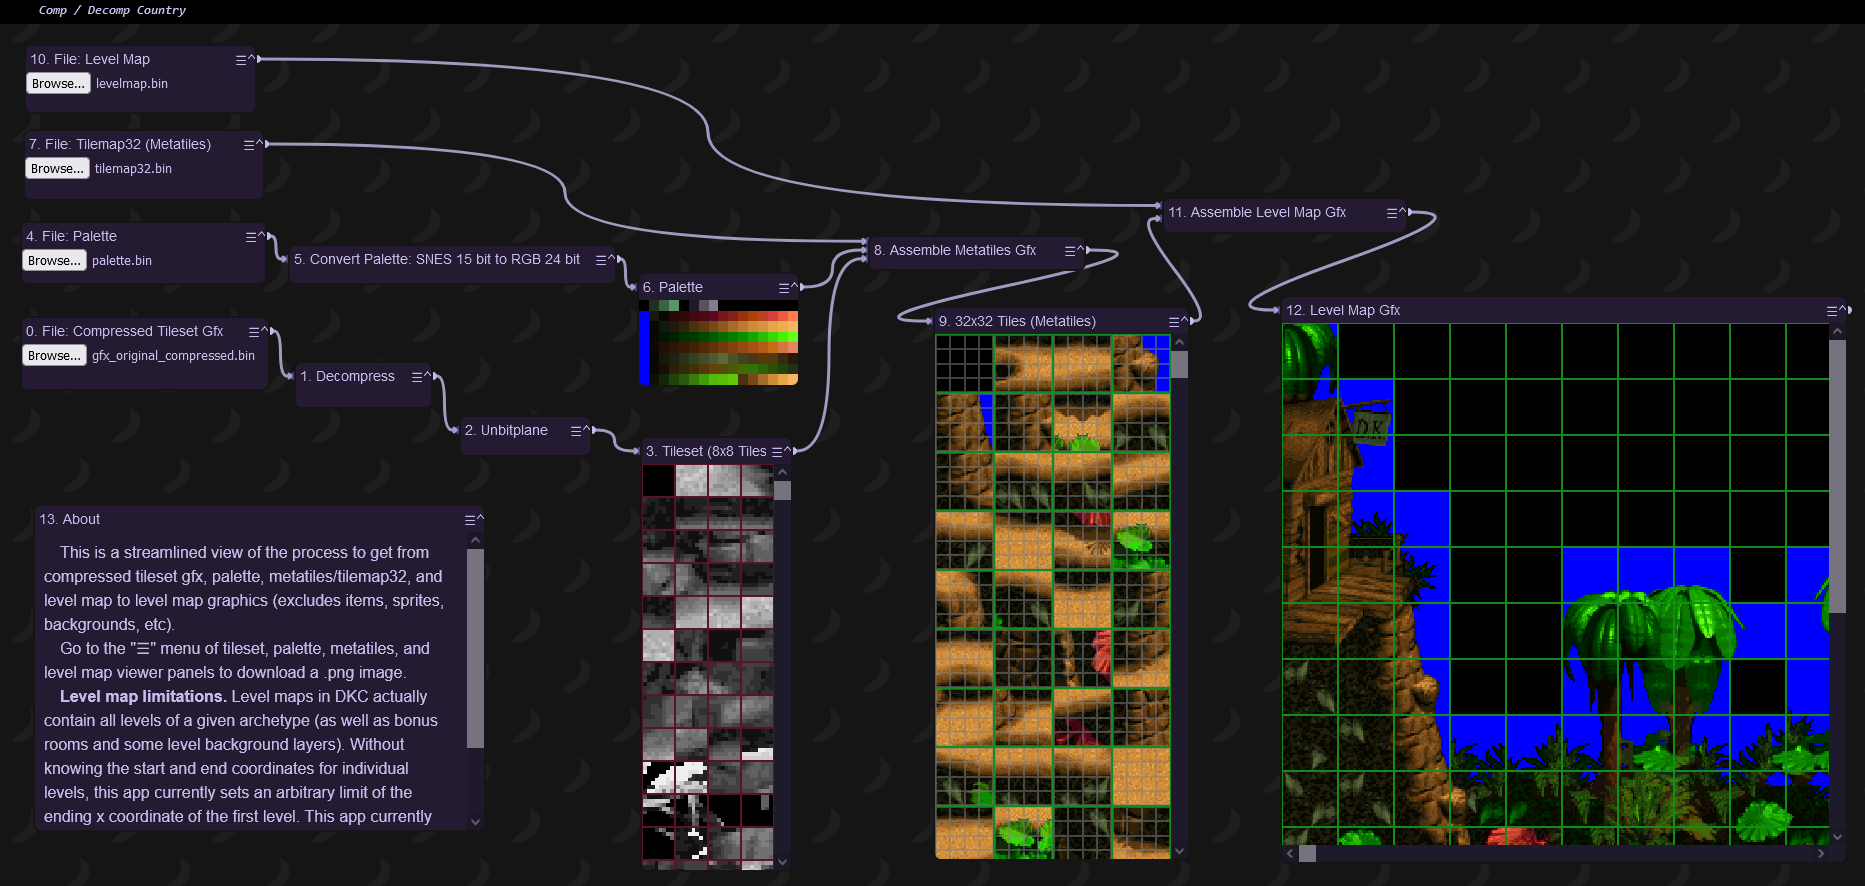 Comp / Decomp Country
10. File: Level Map
Browse... levelmap.bin
7. File: Tilemap32 (Metatiles)
Browse... tilemap32.bin
4. File: Palette
Browse... palette.bin
5. Convert Palette: SNES 15 bit to RGB 24 bit
6. Palette
0. File: Compressed Tileset Gfx
Browse... gfx_original_compressed.bin
1. Decompress
2. Unbitplane
3. Tileset (8x8 Tiles
8. Assemble Metatiles Gfx
9. 32x32 Tiles (Metatiles)
11. Assemble Level Map Gfx
12. Level Map Gfx
DK
13. About
This is a streamlined view of the process to get from
compressed tileset gfx, palette, metatiles/tilemap32, and
level map to level map graphics (excludes items, sprites,
backgrounds, etc).
Go to the "☰" menu of tileset, palette, metatiles, and
level map viewer panels to download a .png image.
Level map limitations. Level maps in DKC actually
contain all levels of a given archetype (as well as bonus
rooms and some level background layers). Without
knowing the start and end coordinates for individual
levels, this app currently sets an arbitrary limit of the
ending x coordinate of the first level. This app currently